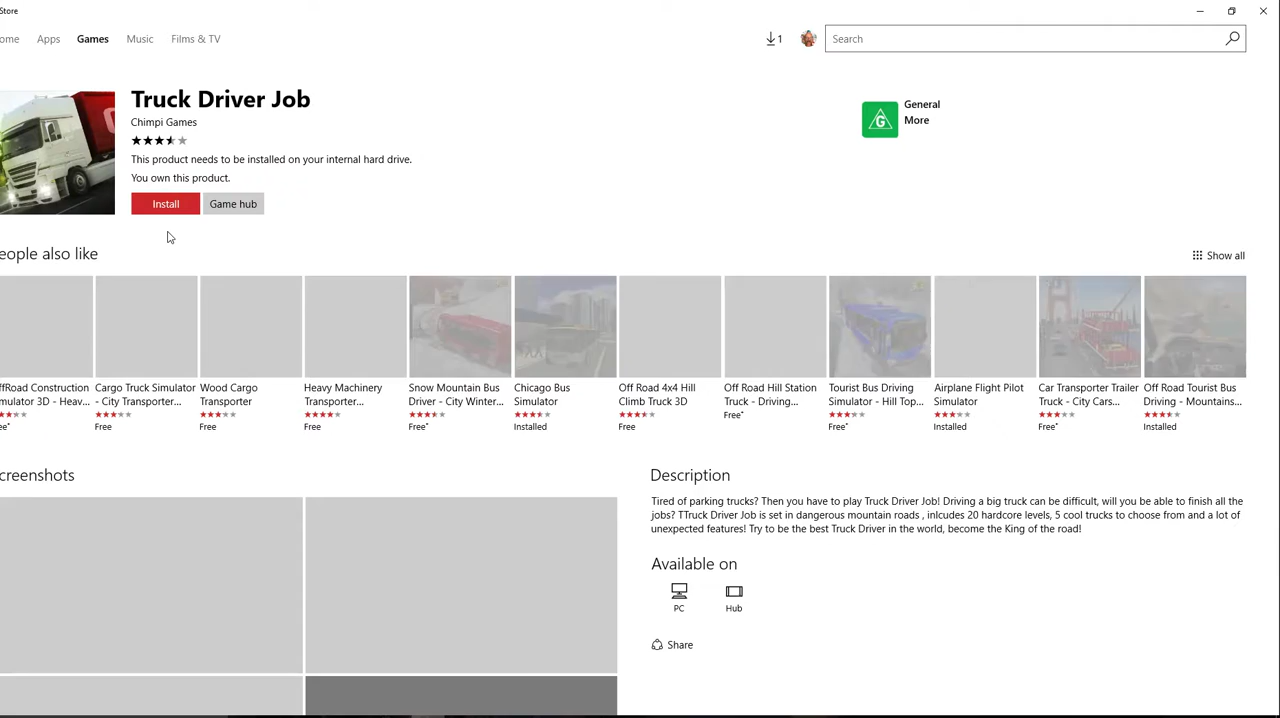 Store
ome Apps Games Music Films & TV
1
Search
Truck Driver Job
Chimpi Games
This product needs to be installed on your internal hard drive.
You own this product.
Install Game hub
G
General
More
eople also like
Show all
ffRoad Construction
mulator 3D - Heav...
ee*
Cargo Truck Simulator
- City Transporter...
Free
Wood Cargo
Transporter
Free
Heavy Machinery
Transporter...
Free
Snow Mountain Bus
Driver - City Winter...
Free*
Chicago Bus
Simulator
Installed
Off Road 4x4 Hill
Climb Truck 3D
Free
Off Road Hill Station
Truck - Driving...
Free*
Tourist Bus Driving
Simulator - Hill Top...
Free*
Airplane Flight Pilot
Simulator
Installed
Car Transporter Trailer
Truck - City Cars...
Free*
Off Road Tourist Bus
Driving - Mountains...
Installed
creenshots
Description
Tired of parking trucks? Then you have to play Truck Driver Job! Driving a big truck can be difficult, will you be able to finish all the
jobs? TTruck Driver Job is set in dangerous mountain roads , inlcudes 20 hardcore levels, 5 cool trucks to choose from and a lot of
unexpected features! Try to be the best Truck Driver in the world, become the King of the road!
Available on
PC Hub
Share